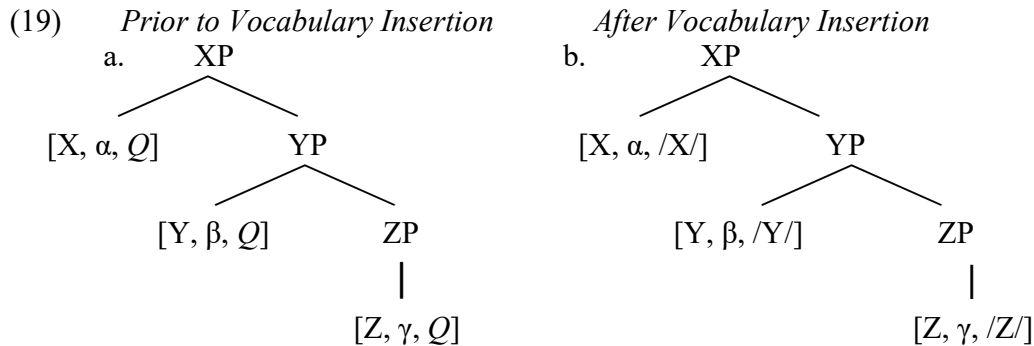 (19) Prior to Vocabulary Insertion After Vocabulary Insertion
a. XP b. XP
[X, α, Q] YP [X, α, /X/] YP
[Y, β, Q] ZP [Y, β, /Y/] ZP
[Z, γ, Q] [Z, γ, /Z/]